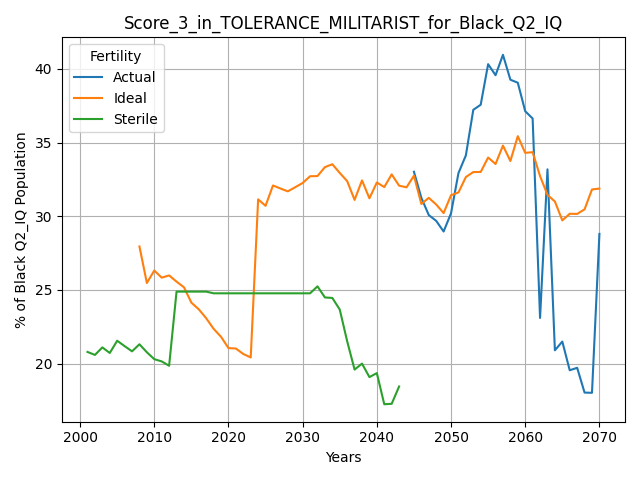 Score_3_in_TOLERANCE_MILITARIST_for_Black_Q2_IQ
Fertility
Actual
Ideal
Sterile
% of Black Q2_IQ Population
40
35
30
25
20
2000 2010 2020 2030 2040 2050 2060 2070
Years